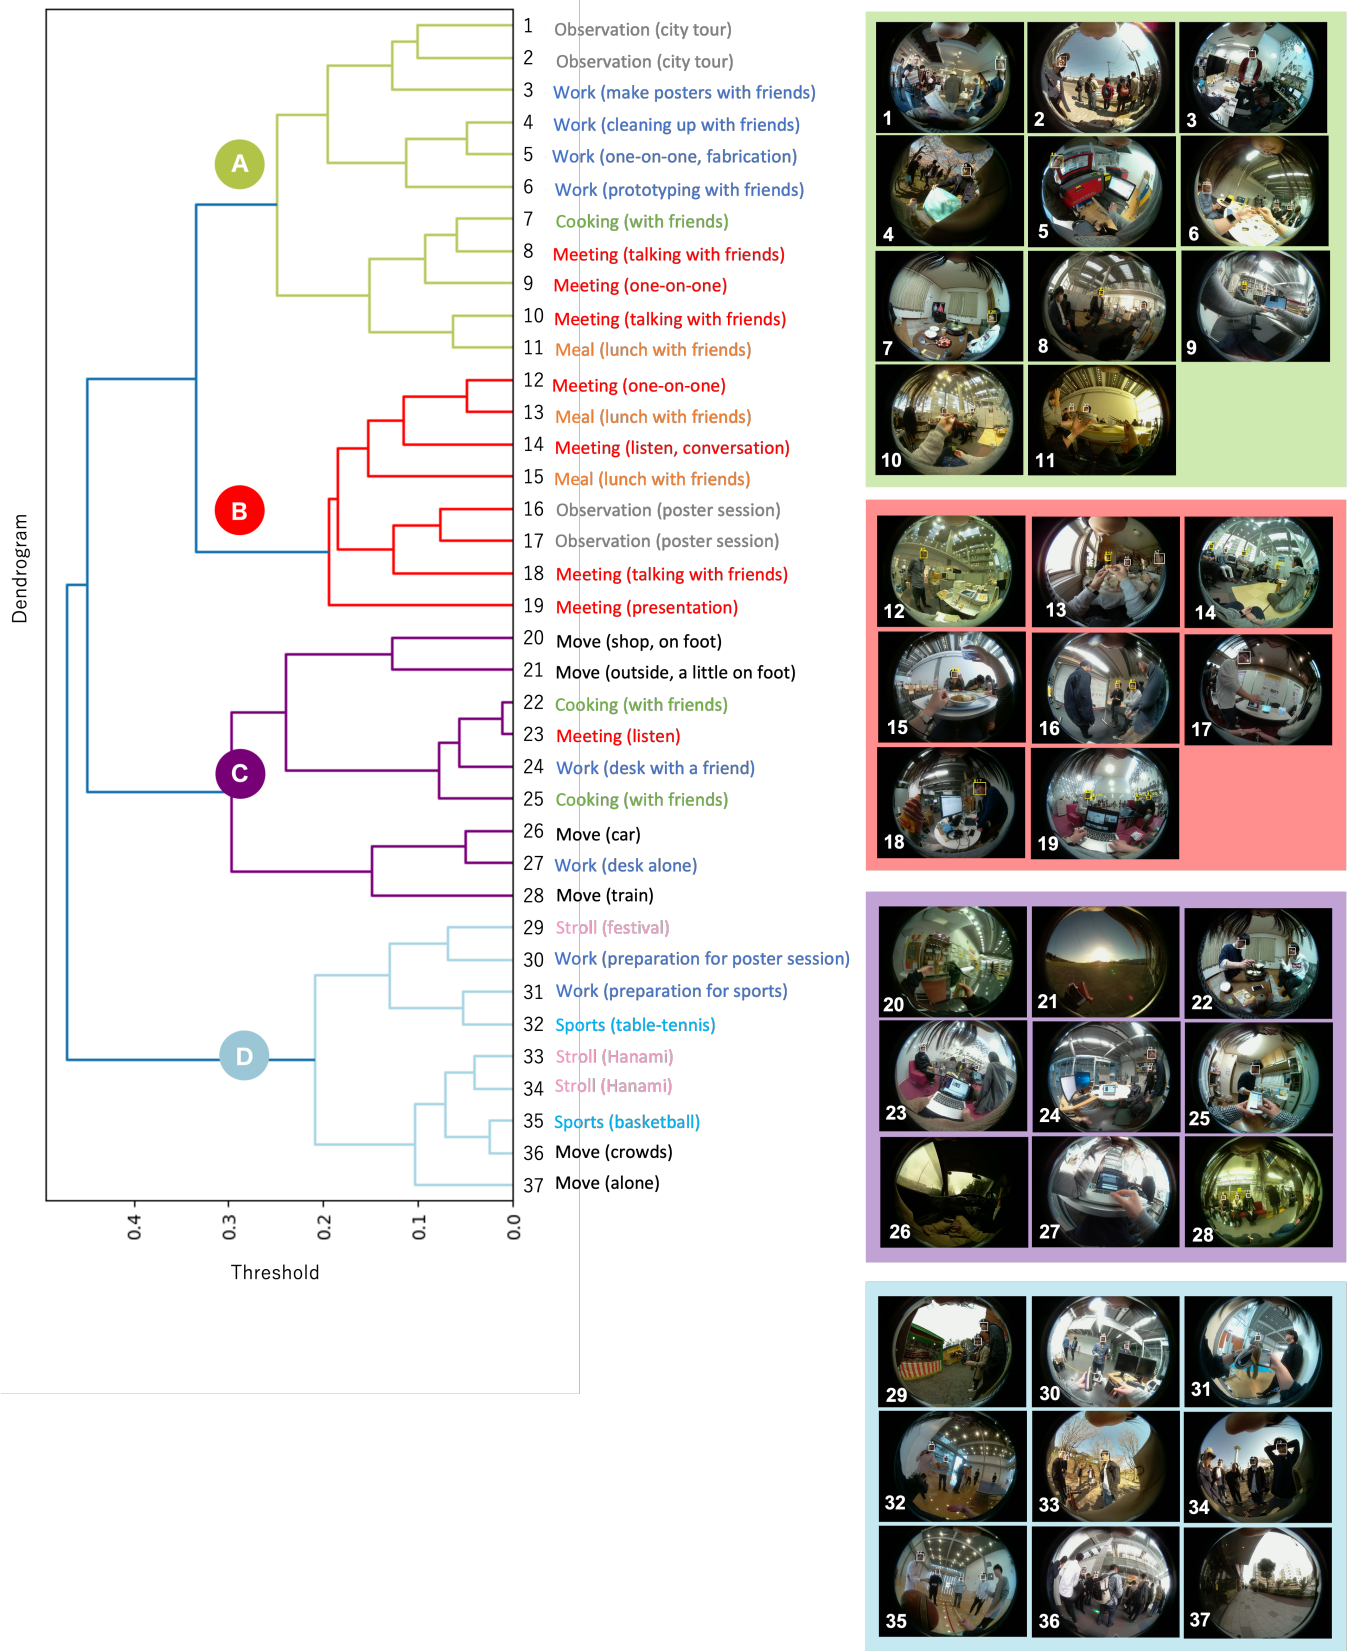 Dendrogram
A
B
C
D
1 Observation (city tour)
2 Observation (city tour)
3 Work (make posters with friends)
4 Work (cleaning up with friends)
5 Work (one-on-one, fabrication)
6 Work (prototyping with friends)
7 Cooking (with friends)
8 Meeting (talking with friends)
9 Meeting (one-on-one)
10 Meeting (talking with friends)
11 Meal (lunch with friends)
12 Meeting (one-on-one)
13 Meal (lunch with friends)
14 Meeting (listen, conversation)
15 Meal (lunch with friends)
16 Observation (poster session)
17 Observation (poster session)
18 Meeting (talking with friends)
19 Meeting (presentation)
20 Move (shop, on foot)
21 Move (outside, a little on foot)
22 Cooking (with friends)
23 Meeting (listen)
24 Work (desk with a friend)
25 Cooking (with friends)
26 Move (car)
27 Work (desk alone)
28 Move (train)
29 Stroll (festival)
30 Work (preparation for poster session)
31 Work (preparation for sports)
32 Sports (table-tennis)
33 Stroll (Hanami)
34 Stroll (Hanami)
35 Sports (basketball)
36 Move (crowds)
37 Move (alone)
0.4 0.3 0.2 0.1 0.0
Threshold
1 2 3
4 5 6
7 8 9
10 11
12 13 14
15 16 17
18 19
20 21 22
23 24 25
26 27 28
29 30 31
32 33 34
35 36 37